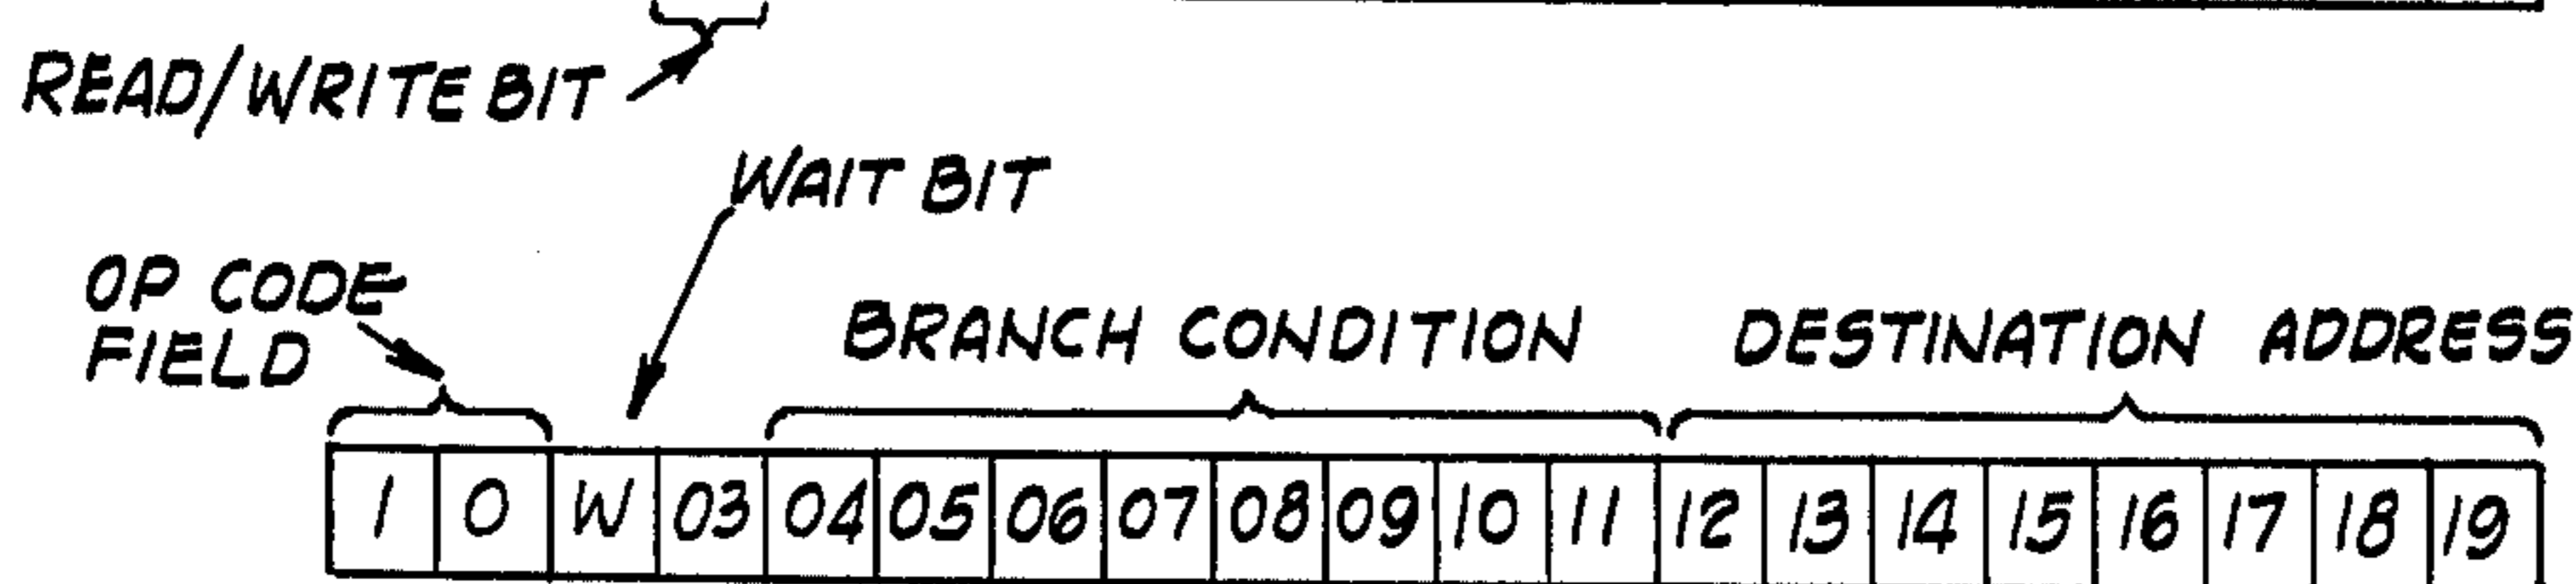 READ/WRITE BIT
WAIT BIT
OP CODE
FIELD
BRANCH CONDITION DESTINATION ADDRESS
1 0 W 03 04 05 06 07 08 09 10 11 12 13 14 15 16 17 18 19